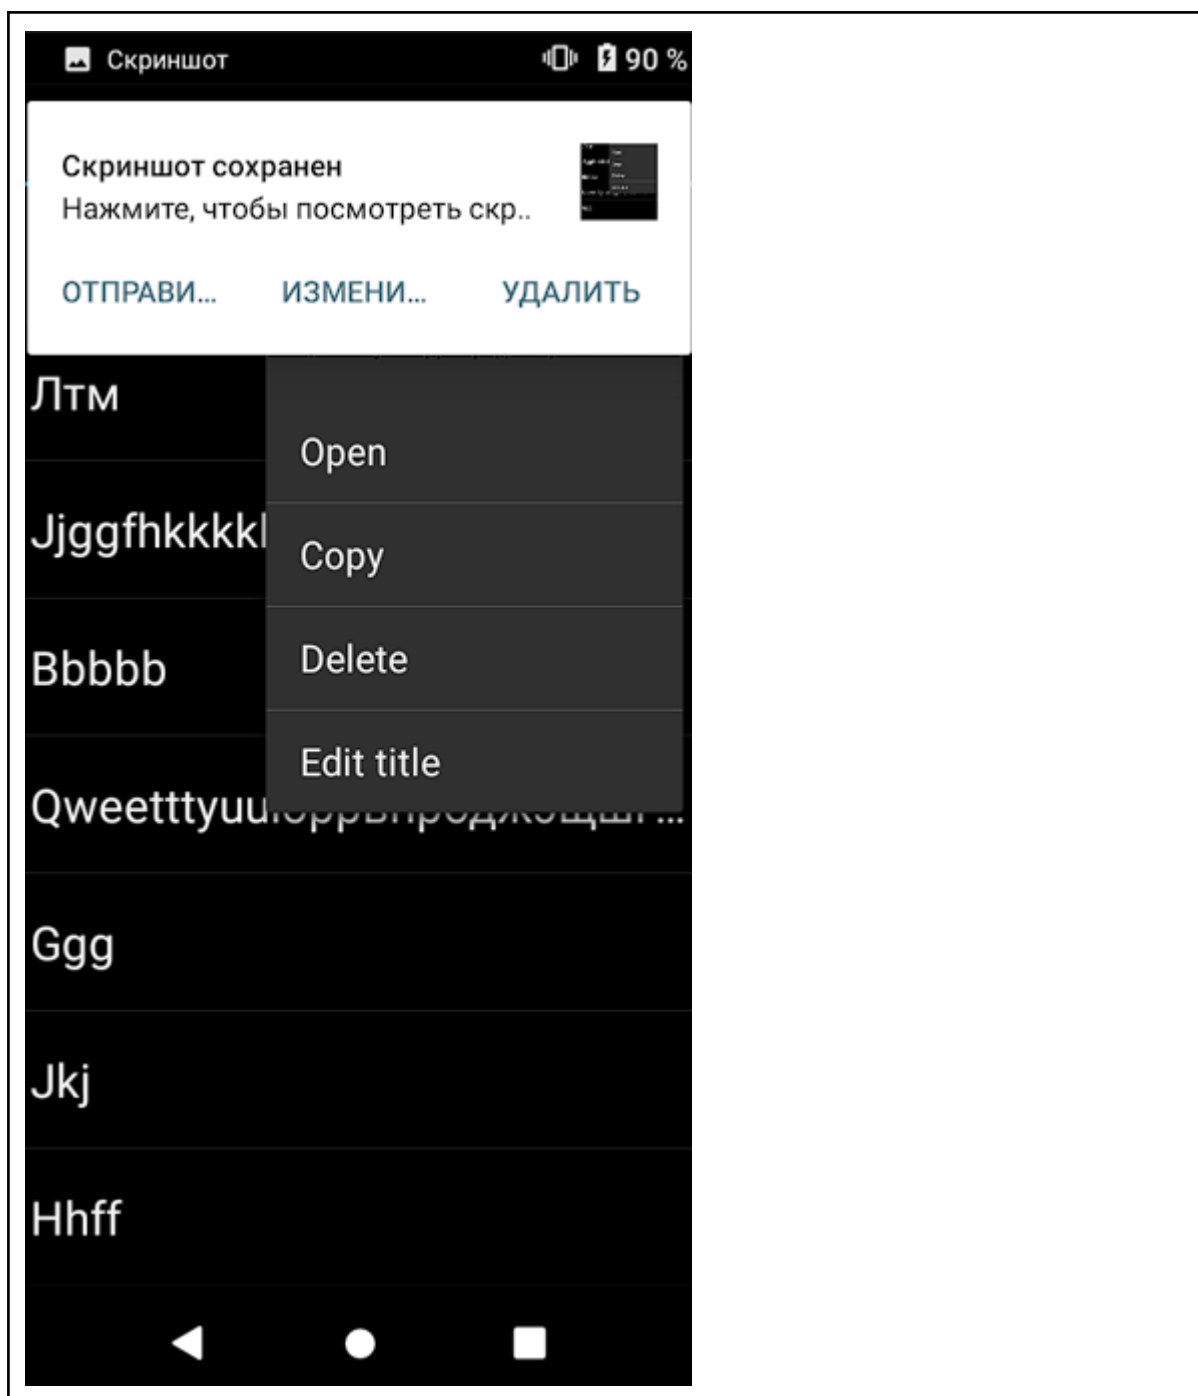 Скриншот 90 %
Скриншот сохранен
Нажмите, чтобы посмотреть скр..
ОТПРАВИ... ИЗМЕНИ... УДАЛИТЬ
Лтм
Open
Jjggfhkkkk
Copy
Bbbbb
Delete
Edit title
Qweetttyuu
Ggg
Jkj
Hhff